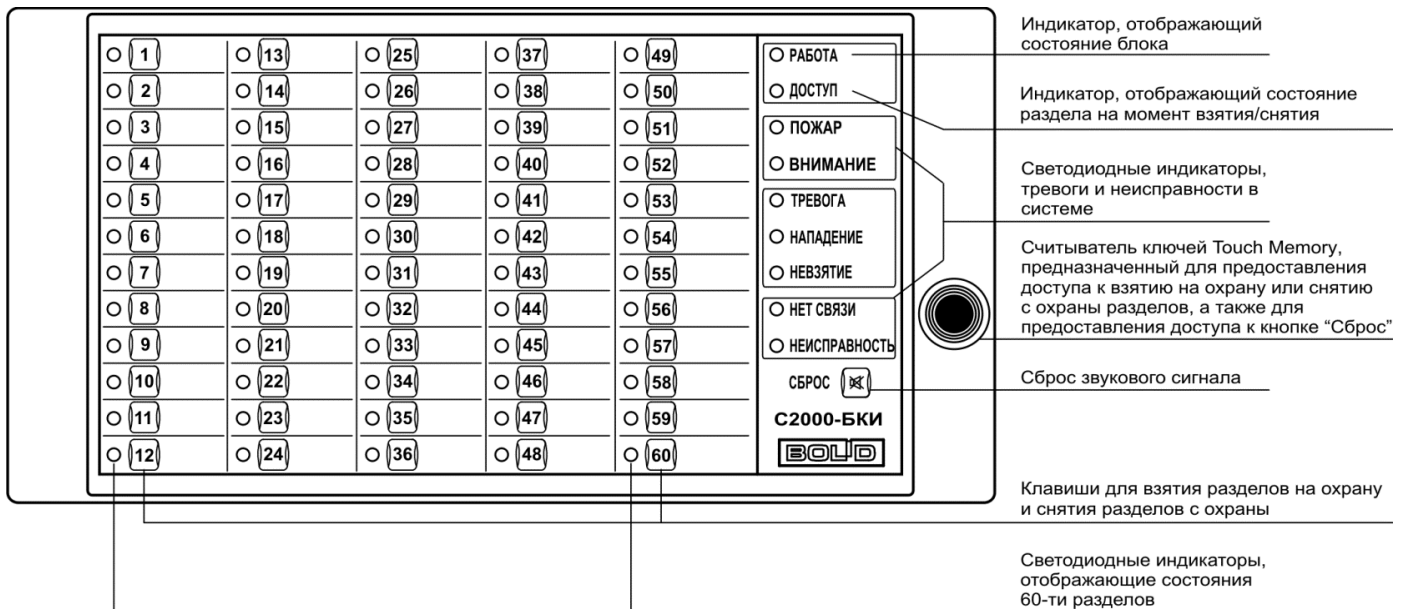 1 13 25 37 49 РАБОТА
2 14 26 38 50 ДОСТУП
3 15 27 39 51 ПОЖАР
4 16 28 40 52 ВНИМАНИЕ
5 17 29 41 53 ТРЕВОГА
6 18 30 42 54 НАПАДЕНИЕ
7 19 31 43 55 НЕВЗЯТИЕ
8 20 32 44 56 НЕТ СВЯЗИ
9 21 33 45 57 НЕИСПРАВНОСТЬ
10 22 34 46 58 СБРОС
11 23 35 47 59 С2000-БКИ
12 24 36 48 60 BOLID
Индикатор, отображающий
состояние блока
Индикатор, отображающий состояние
раздела на момент взятия/снятия
Светодиодные индикаторы,
тревоги и неисправности в
системе
Считыватель ключей Touch Memory,
предназначенный для предоставления
доступа к взятию на охрану или снятию
с охраны разделов, а также для
предоставления доступа к кнопке “Сброс”
Сброс звукового сигнала
Клавиши для взятия разделов на охрану
и снятия разделов с охраны
Светодиодные индикаторы,
отображающие состояния
60-ти разделов